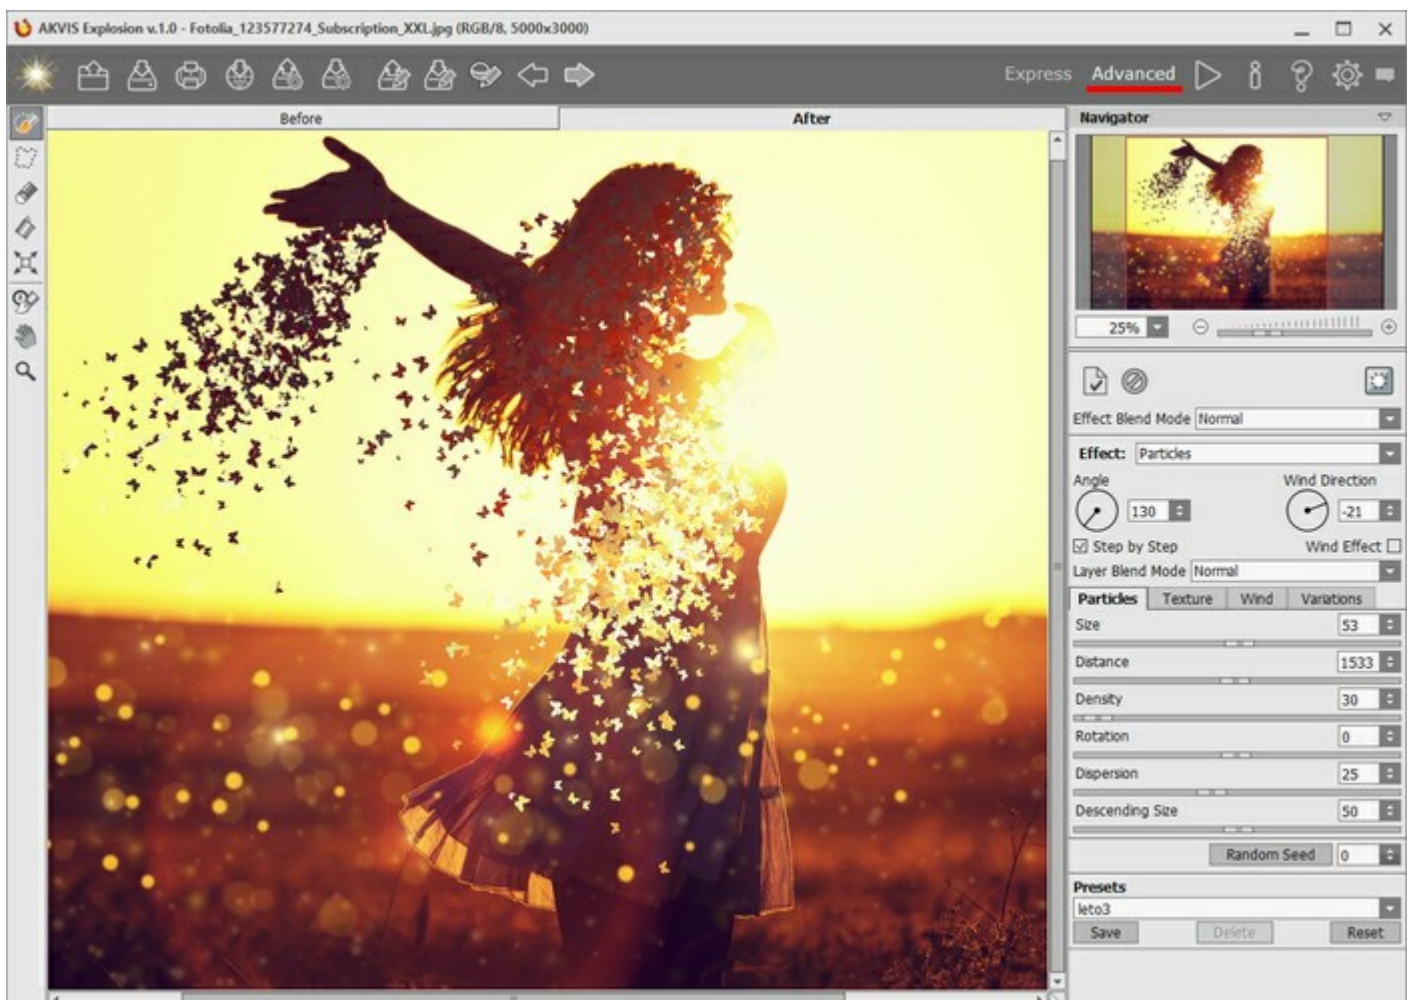 AKVIS Explosion v.1.0 - Fotolia_123577274_Subscription_XXL.jpg (RGB/8, 5000x3000)
Express Advanced
Before After
Navigator
25%
Effect Blend Mode Normal
Effect: Particles
Angle Wind Direction
130 -21
Step by Step Wind Effect
Layer Blend Mode Normal
Particles Texture Wind Variations
Size 53
Distance 1533
Density 30
Rotation 0
Dispersion 25
Descending Size 50
Random Seed 0
Presets
leto3
Save Delete Reset